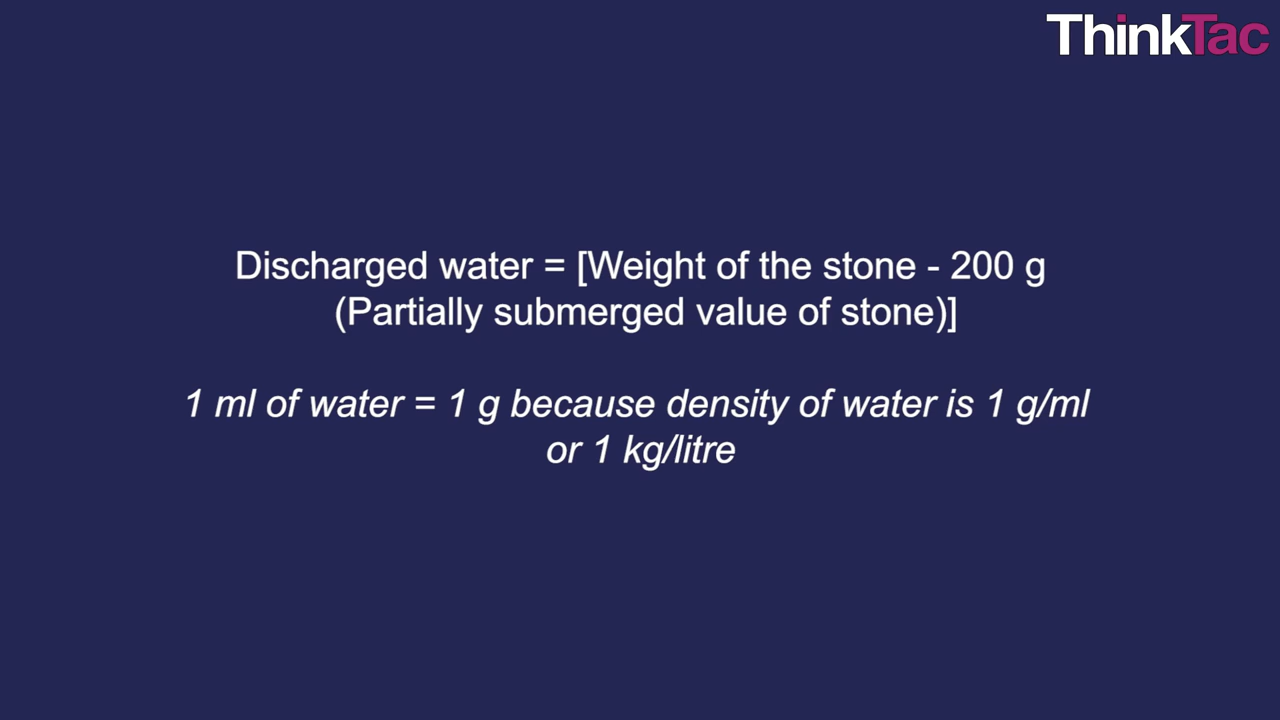 ThinkTac
Discharged water = [Weight of the stone - 200 g
(Partially submerged value of stone)]
1 ml of water = 1 g because density of water is 1 g/ml
or 1 kg/litre